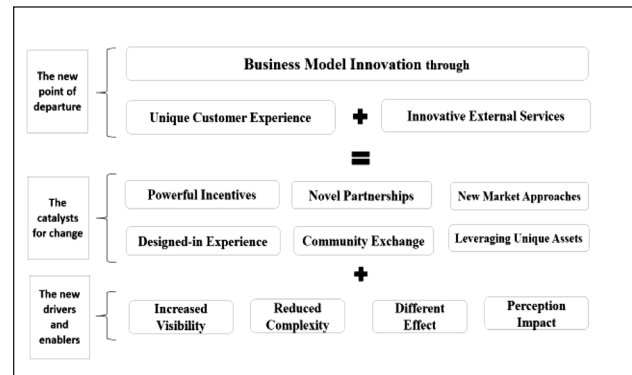 The new
point of
departure
Business Model Innovation through
Unique Customer Experience
+
Innovative External Services
=
The
catalysts
for change
Powerful Incentives
Novel Partnerships
New Market Approaches
Designed-in Experience
Community Exchange
Leveraging Unique Assets
+
The new
drivers
and
enablers
Increased
Visibility
Reduced
Complexity
Different
Effect
Perception
Impact